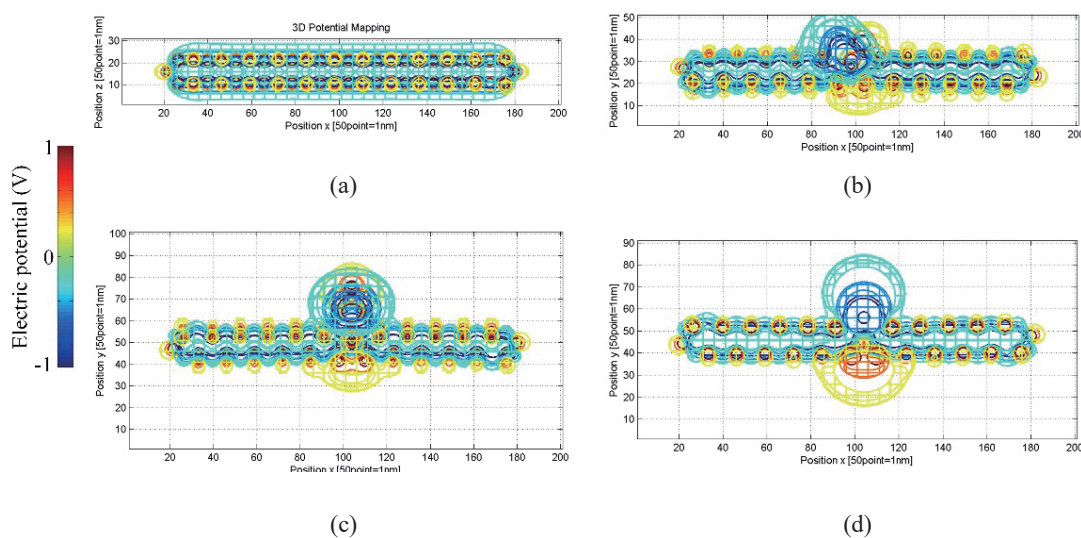 3D Potential Mapping
Position z [50point=1nm]
30
20
10
20 40 60 80 100 120 140 160 180 200
Position x [50point=1nm]
(a)
Position y [50point=1nm]
50
40
30
20
10
20 40 60 80 100 120 140 160 180 200
Position x [50point=1nm]
(b)
Electric potential (V)
1
0
-1
Position y [50point=1nm]
100
90
80
70
60
50
40
30
20
10
20 40 60 80 100 120 140 160 180 200
Position x [50point=1nm]
(c)
Position y [50point=1nm]
90
80
70
60
50
40
30
20
10
20 40 60 80 100 120 140 160 180 200
Position x [50point=1nm]
(d)